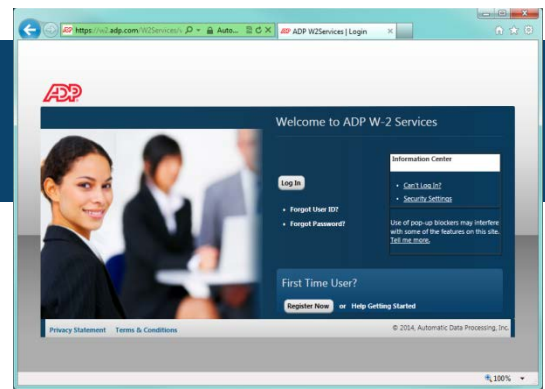 https://w2.adp.com/W2Services/ Auto... ADP W2Services | Login
ADP
Welcome to ADP W-2 Services
Log In
Forgot User ID?
Forgot Password?
Information Center
Can't Log In?
Security Settings
Use of pop-up blockers may interfere
with some of the features on this site.
Tell me more.
First Time User?
Register Now or Help Getting Started
Privacy Statement Terms & Conditions © 2014, Automatic Data Processing, Inc.
100%